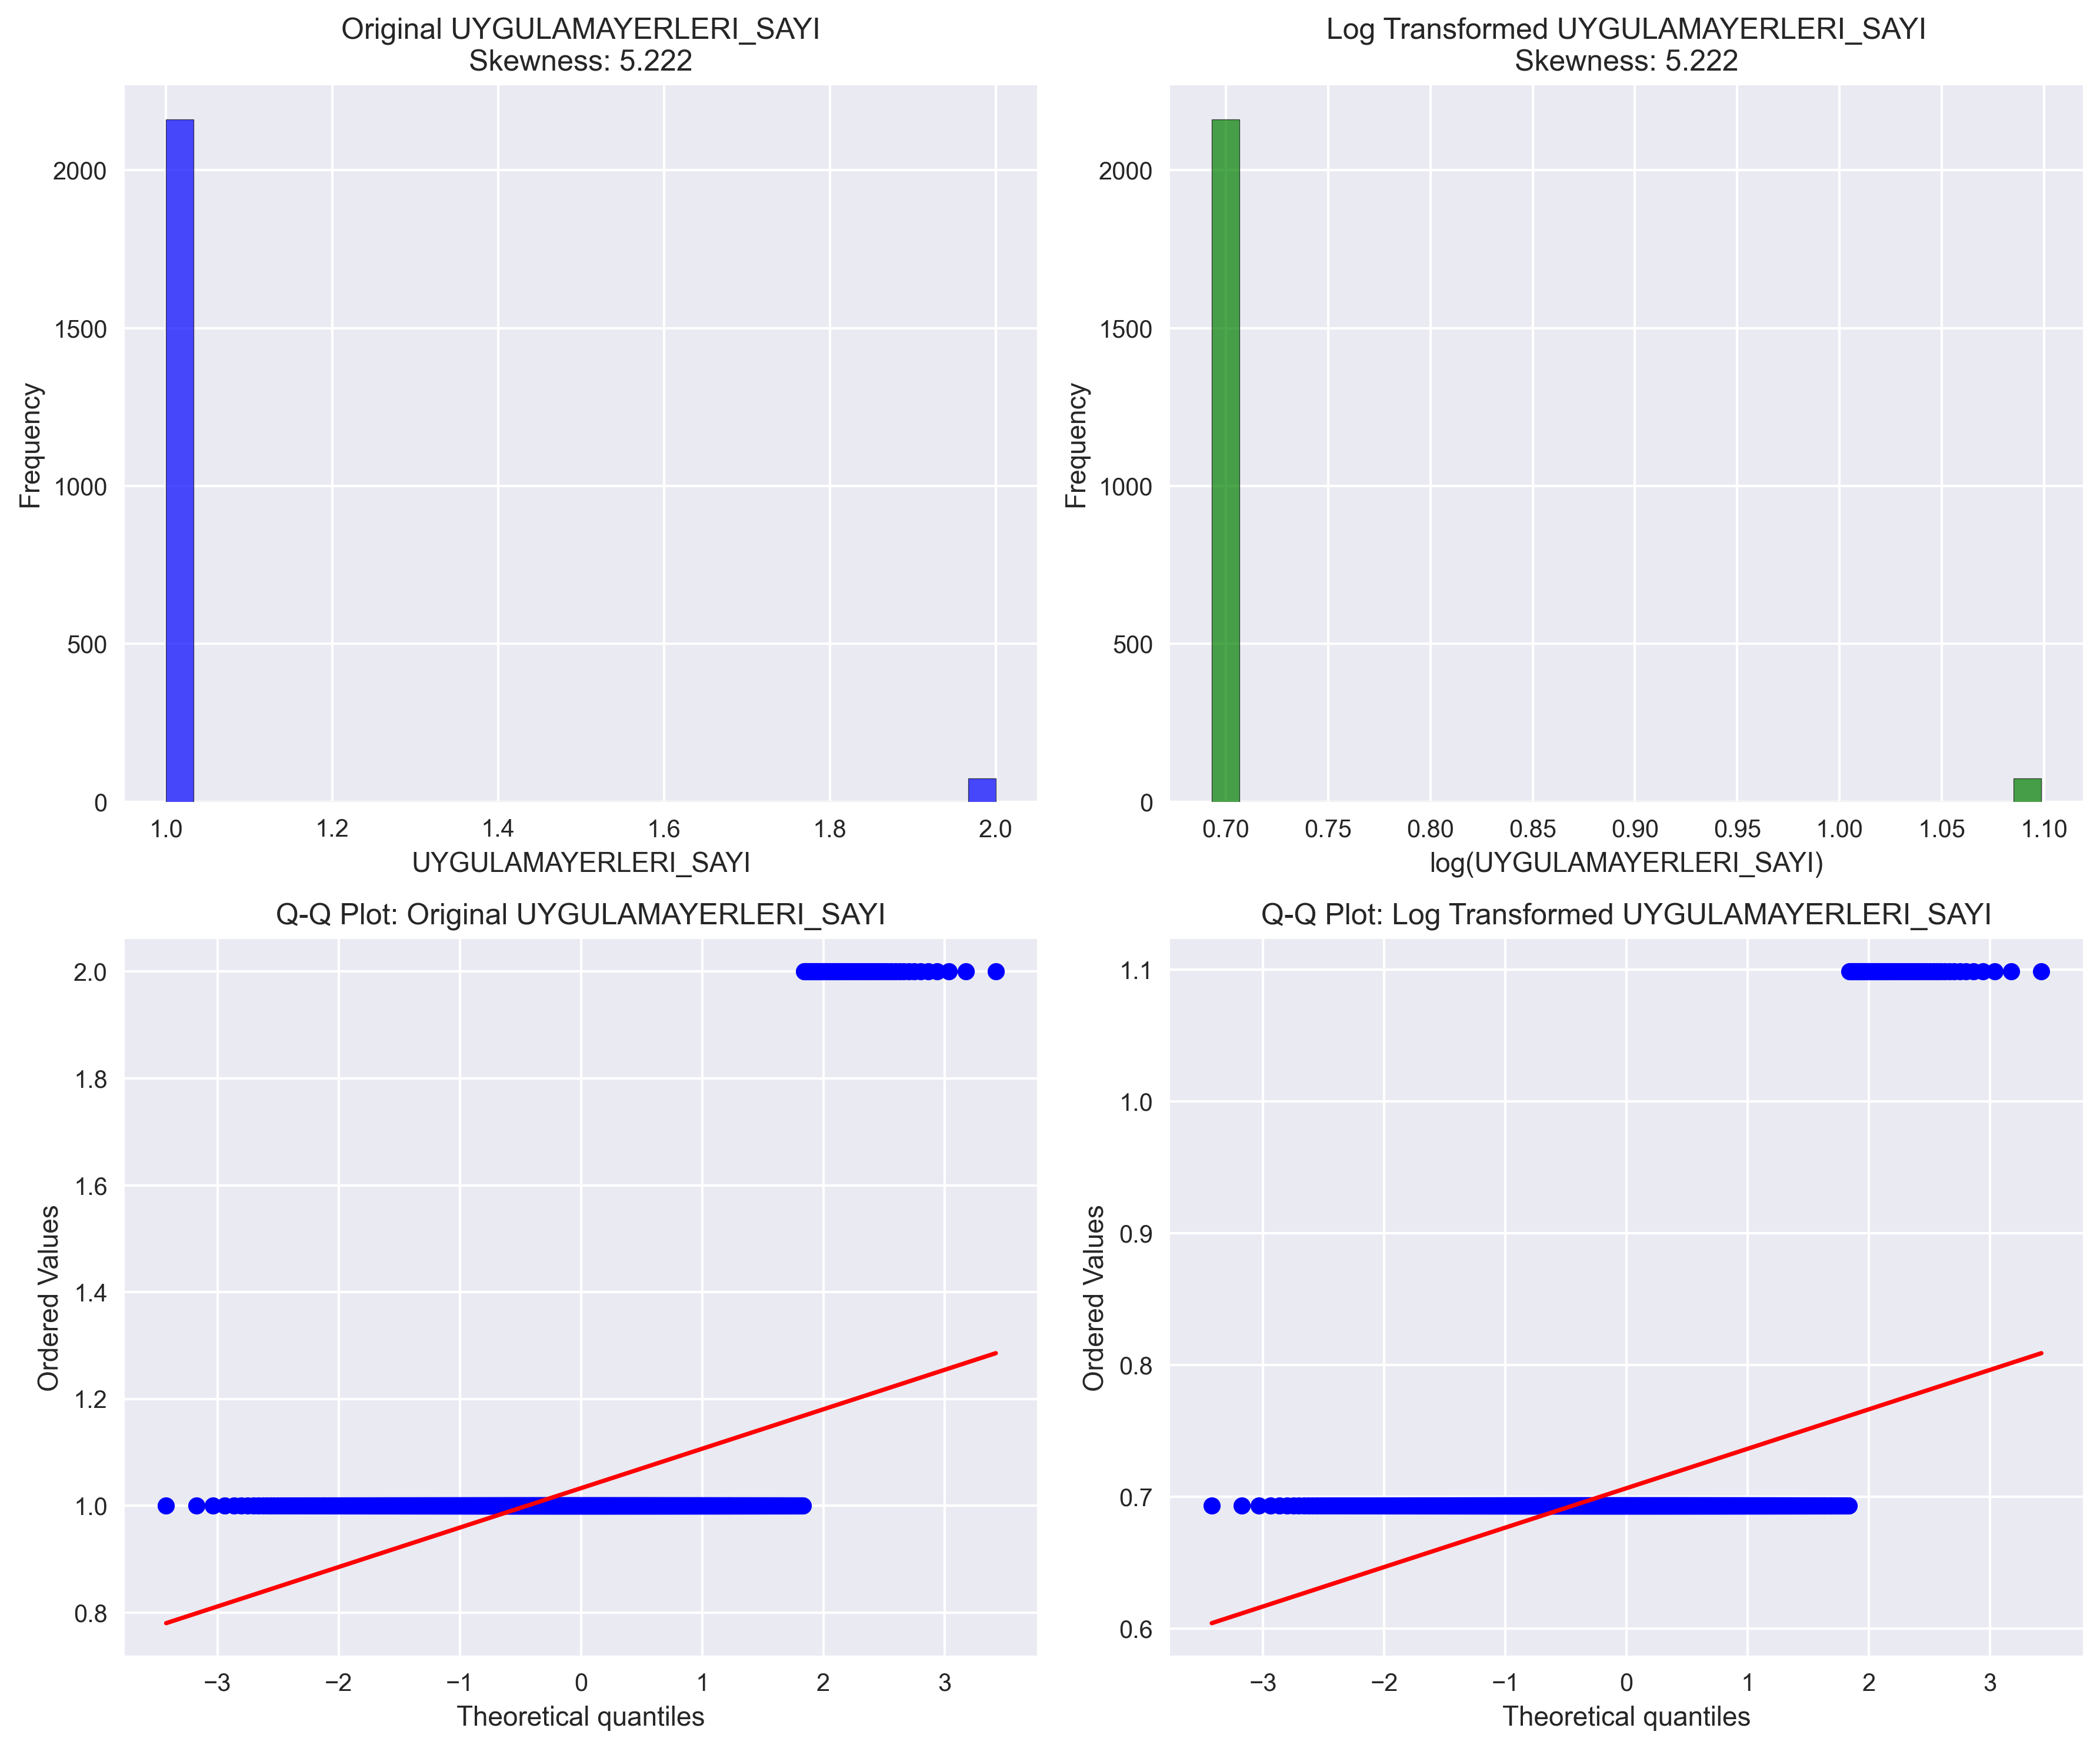 Original UYGULAMAYERLERI_SAYI
Skewness: 5.222
2000
1500
1000
500
0
Frequency
1.0 1.2 1.4 1.6 1.8 2.0
UYGULAMAYERLERI_SAYI
Log Transformed UYGULAMAYERLERI_SAYI
Skewness: 5.222
2000
1500
1000
500
0
Frequency
0.70 0.75 0.80 0.85 0.90 0.95 1.00 1.05 1.10
log(UYGULAMAYERLERI_SAYI)
Q-Q Plot: Original UYGULAMAYERLERI_SAYI
2.0
1.8
1.6
1.4
1.2
1.0
0.8
Ordered Values
−3 −2 −1 0 1 2 3
Theoretical quantiles
Q-Q Plot: Log Transformed UYGULAMAYERLERI_SAYI
1.1
1.0
0.9
0.8
0.7
0.6
Ordered Values
−3 −2 −1 0 1 2 3
Theoretical quantiles